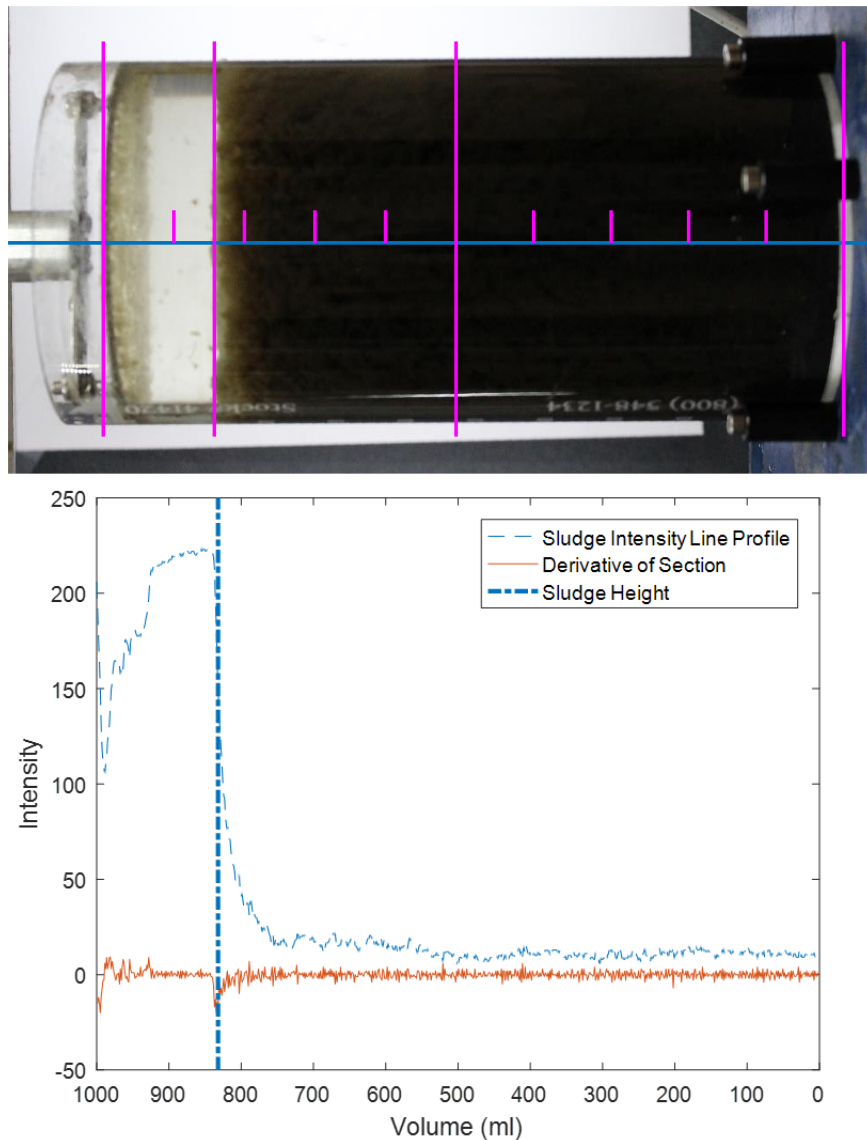 Stock# 41420
(800) 548-1234
250
200
150
100
50
0
-50
Intensity
Sludge Intensity Line Profile
Derivative of Section
Sludge Height
1000 900 800 700 600 500 400 300 200 100 0
Volume (ml)